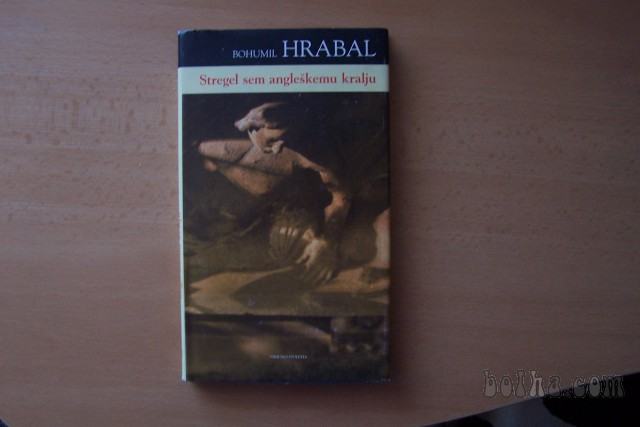 BOHUMIL HRABAL
Stregel sem angleškemu kralju
bolha.com